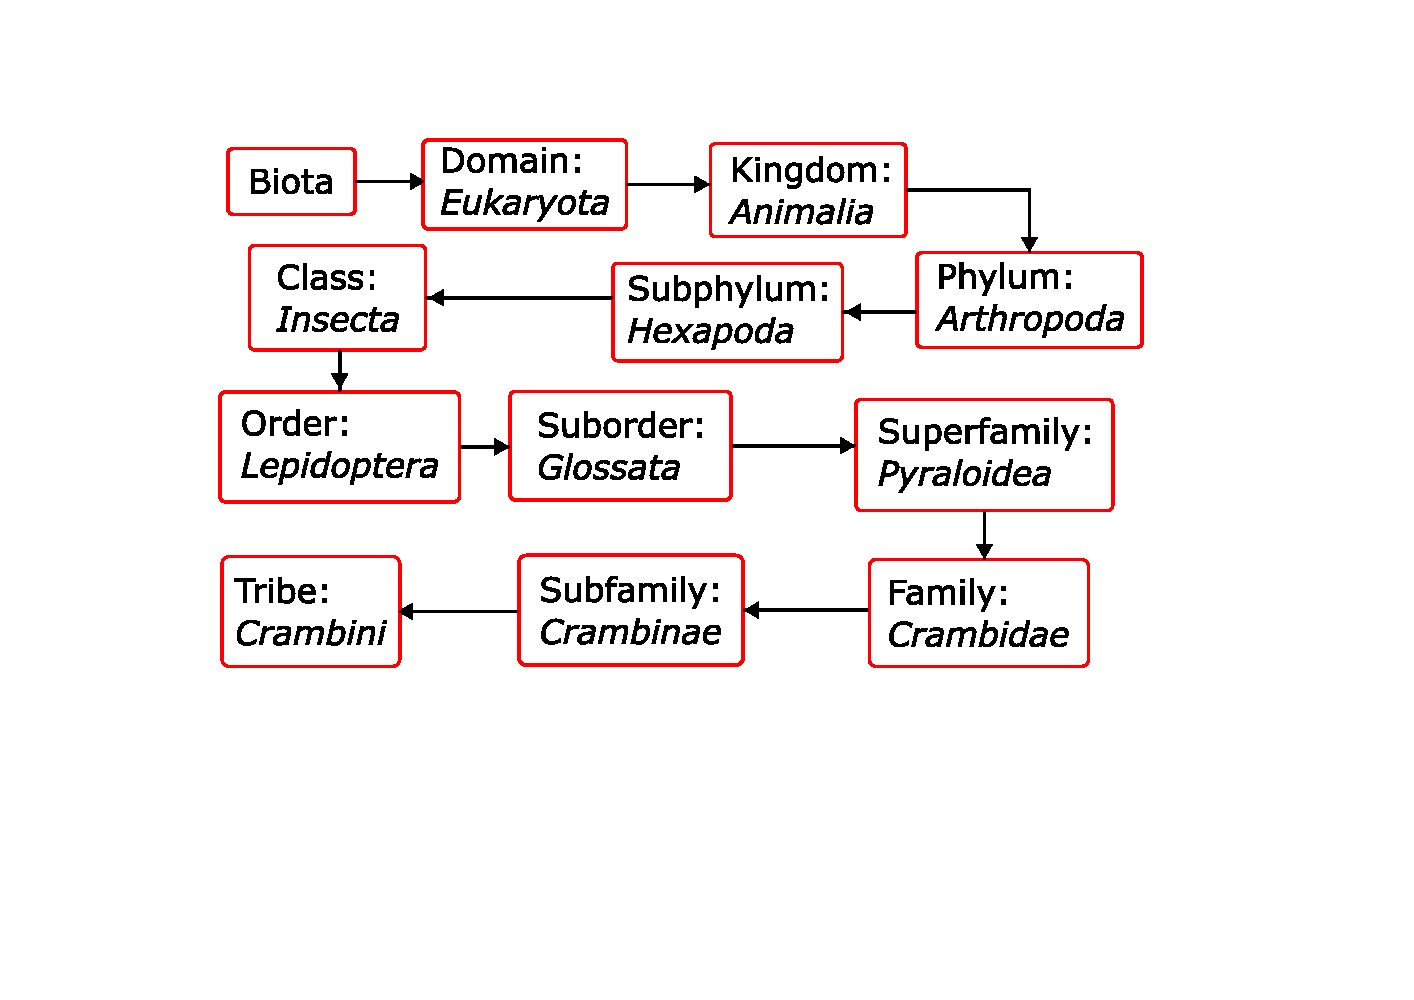 Biota
Domain:
Eukaryota
Kingdom:
Animalia
Phylum:
Arthropoda
Subphylum:
Hexapoda
Class:
Insecta
Order:
Lepidoptera
Suborder:
Glossata
Superfamily:
Pyraloidea
Family:
Crambidae
Subfamily:
Crambinae
Tribe:
Crambini